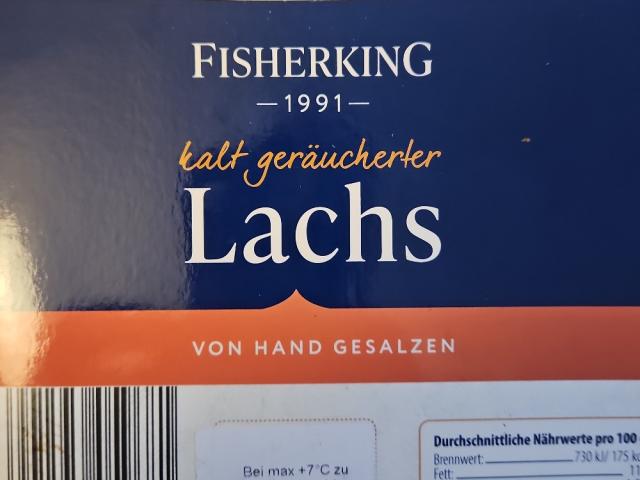 FISHERKING
—1991—
kalt geräucherter
Lachs
VON HAND GESALZEN
Bei max +7°C zu
Durchschnittliche Nährwerte pro 100
Brennwert: 730 kJ/ 175
Fett: